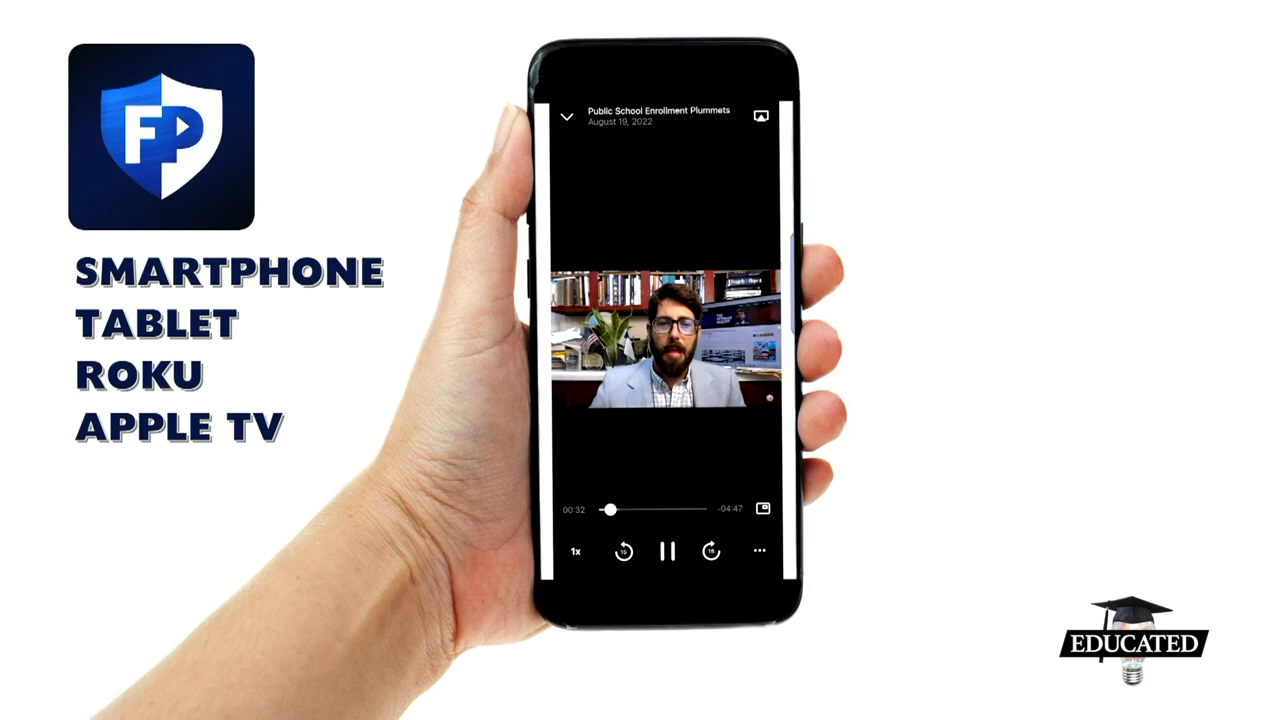 FP
SMARTPHONE
TABLET
ROKU
APPLE TV
Public School Enrollment Plummets
August 19, 2022
00:32
-04:47
1x
15
15
EDUCATED